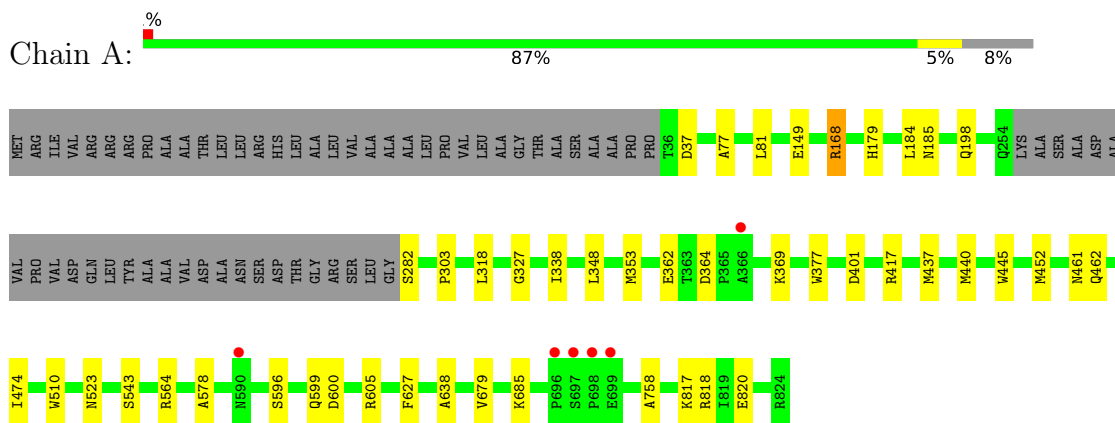 %
Chain A:
87% 5% 8%
MET ARG ILE VAL ARG ARG ARG PRO ALA ALA THR LEU LEU ARG HIS LEU ALA LEU VAL ALA ALA ALA LEU PRO VAL LEU ALA GLY THR ALA SER ALA ALA PRO PRO T36 D37 A77 L81 E149 R168 H179 L184 N185 Q198 Q254 LYS ALA SER ALA ASP ALA
VAL PRO VAL ASP GLN LEU TYR ALA ALA VAL ASP ALA ASN SER ASP THR GLY ARG SER LEU GLY S282 P303 L318 G327 I338 L348 M353 E362 T363 D364 P365 A366 K369 W377 D401 R417 M437 M440 W445 M452 N461 Q462
I474 W510 N523 S543 R564 A578 N590 S596 Q599 D600 R605 F627 A638 V679 K685 P696 S697 P698 E699 A758 K817 R818 I819 E820 R824